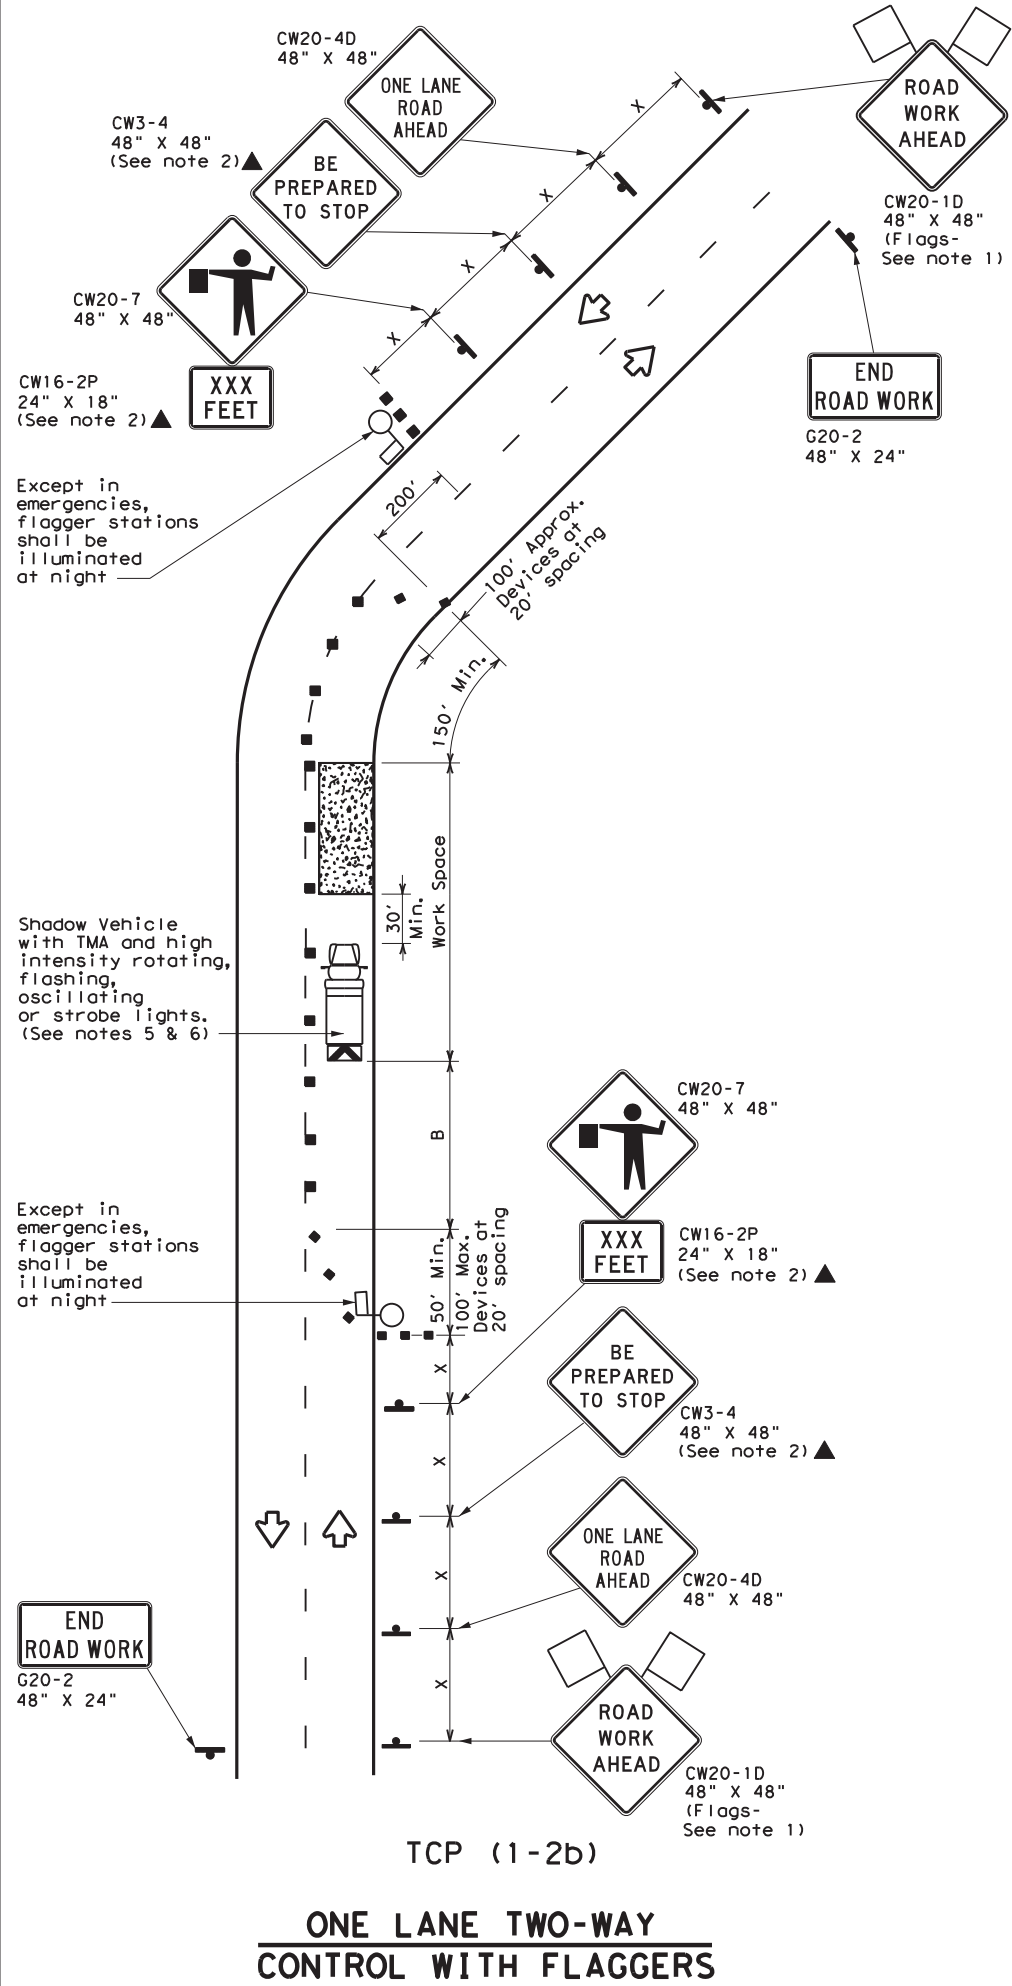 CW20-4D
48" X 48"
ONE LANE
ROAD
AHEAD
ROAD
WORK
AHEAD
CW20-1D
48" X 48"
(Flags-
See note 1)
X
CW3-4
48" X 48"
(See note 2)
BE
PREPARED
TO STOP
X
X
X
CW20-7
48" X 48"
CW16-2P
24" X 18"
(See note 2)
XXX
FEET
END
ROAD WORK
G20-2
48" X 24"
Except in
emergencies,
flagger stations
shall be
illuminated
at night
200'
100' Approx.
Devices at
20' spacing
150' Min.
Work Space
30'
Min.
Shadow Vehicle
with TMA and high
intensity rotating,
flashing,
oscillating
or strobe lights.
(See notes 5 & 6)
B
CW20-7
48" X 48"
XXX
FEET
CW16-2P
24" X 18"
(See note 2)
Except in
emergencies,
flagger stations
shall be
illuminated
at night
50' Min.
100' Max.
Devices at
20' spacing
X
BE
PREPARED
TO STOP
CW3-4
48" X 48"
(See note 2)
X
ONE LANE
ROAD
AHEAD
CW20-4D
48" X 48"
X
X
END
ROAD WORK
G20-2
48" X 24"
ROAD
WORK
AHEAD
CW20-1D
48" X 48"
(Flags-
See note 1)
TCP (1-2b)
ONE LANE TWO-WAY
CONTROL WITH FLAGGERS